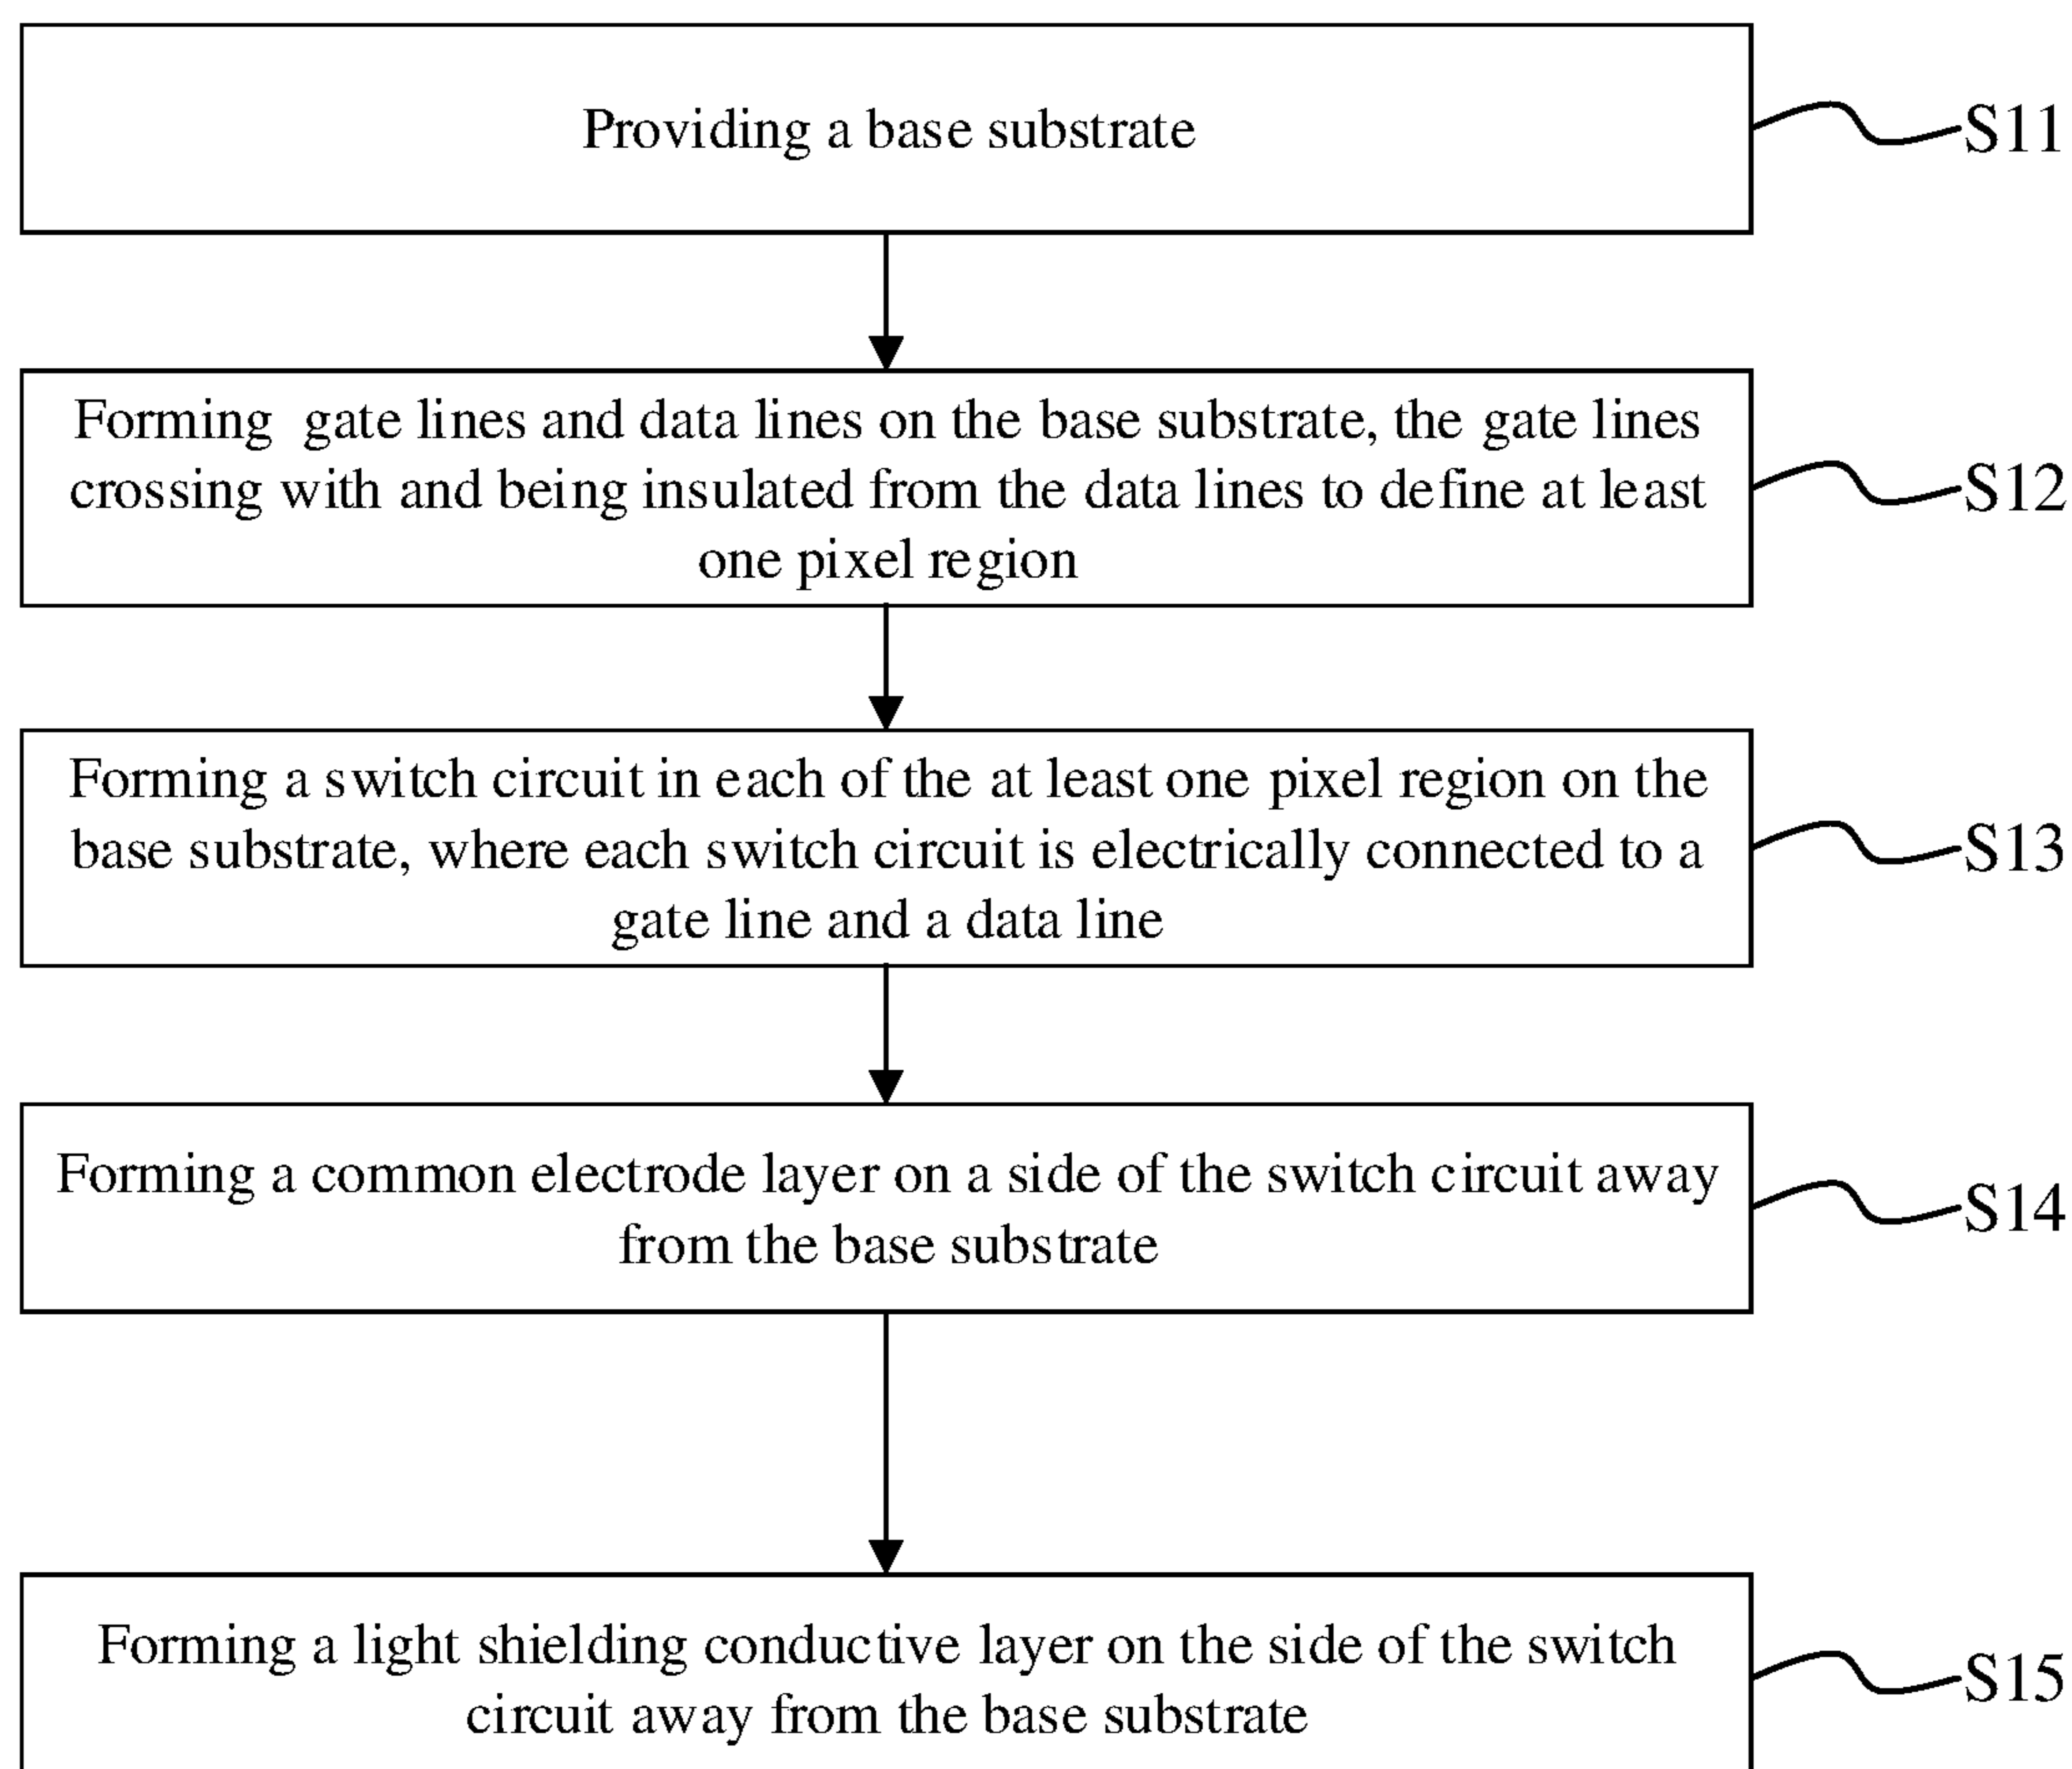 Providing a base substrate
S11
Forming gate lines and data lines on the base substrate, the gate lines
crossing with and being insulated from the data lines to define at least
one pixel region
S12
Forming a switch circuit in each of the at least one pixel region on the
base substrate, where each switch circuit is electrically connected to a
gate line and a data line
S13
Forming a common electrode layer on a side of the switch circuit away
from the base substrate
S14
Forming a light shielding conductive layer on the side of the switch
circuit away from the base substrate
S15